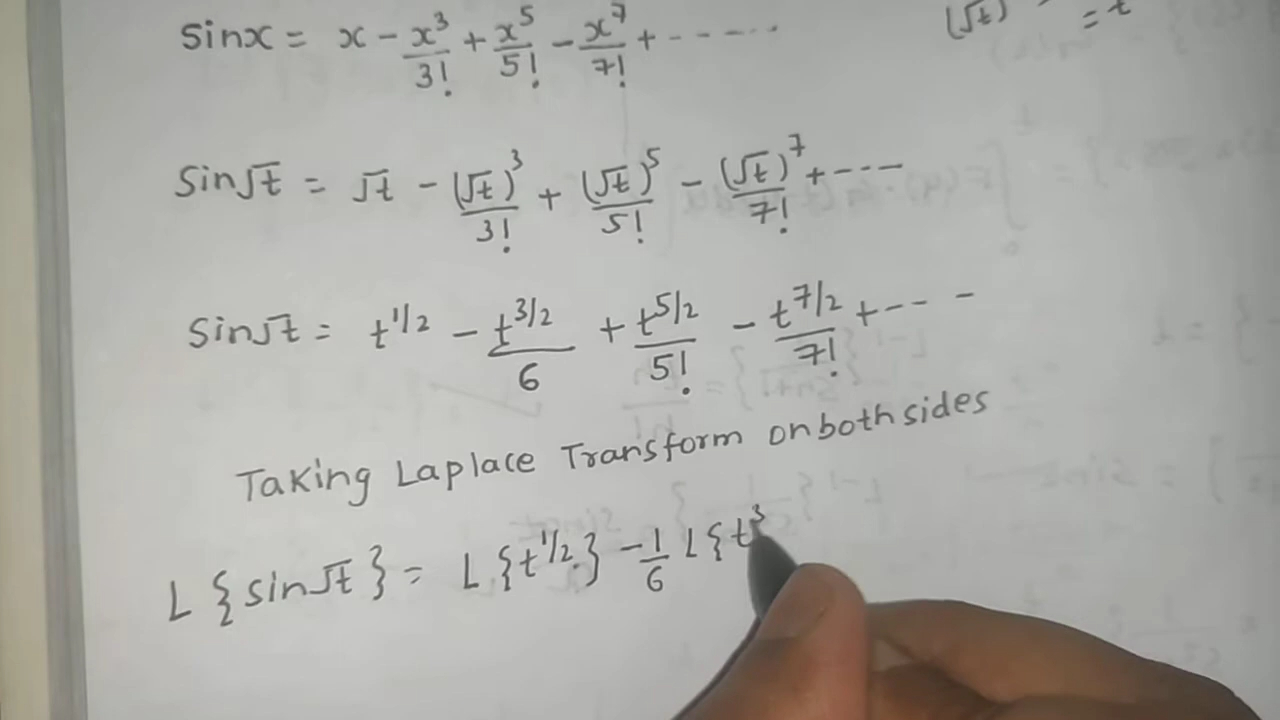 Sinx = x - x³/3! + x⁵/5! - x⁷/7! + ------
(√t) = t
Sin√t = √t - (√t)³/3! + (√t)⁵/5! - (√t)⁷/7! + ---
Sin√t = t^1/2 - t^3/2/6 + t^5/2/5! - t^7/2/7! + -- -
Taking Laplace Transform on both sides
L{sin√t} = L{t^1/2} - 1/6 L{t³